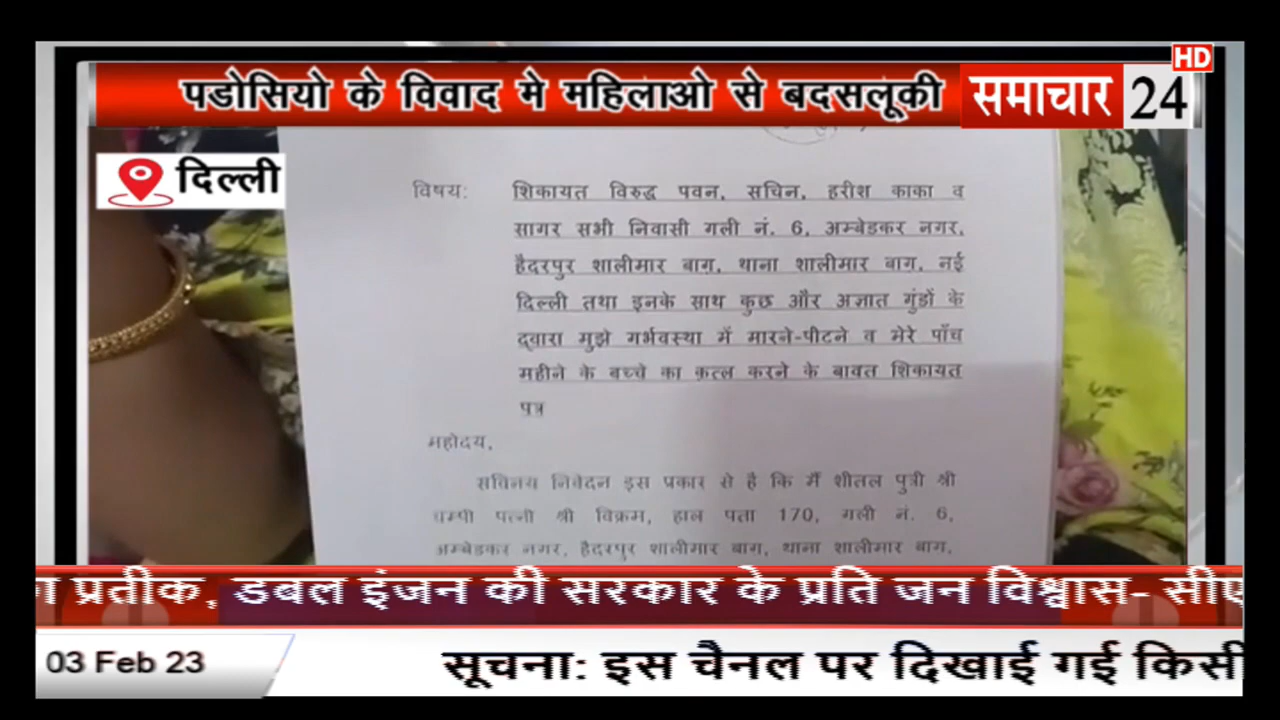 HD
पडोसियो के विवाद मे महिलाओ से बदसलूकी
समाचार 24
दिल्ली
विषय: शिकायत विरुद्ध पवन, सचिन, हरीश काका व
सागर सभी निवासी गली नं. 6, अम्बेडकर नगर,
हैदरपुर शालीमार बाग, थाना शालीमार बाग, नई
दिल्ली तथा इनके साथ कुछ और अज्ञात गुंडों के
द्वारा मुझे गर्भवस्था में मारने-पीटने व मेरे पाँच
महीने के बच्चे का कत्ल करने के बावत शिकायत
पत्र
महोदय,
सविनय निवेदन इस प्रकार से है कि मैं शीतल पुत्री श्री
चम्पी पत्नी श्री विक्रम, हाल पता 170, गली नं. 6,
अम्बेडकर नगर, हैदरपुर शालीमार बाग, थाना शालीमार बाग,
प्रतीक, डबल इंजन की सरकार के प्रति जन विश्वास- सीए
03 Feb 23
सूचना: इस चैनल पर दिखाई गई किसी